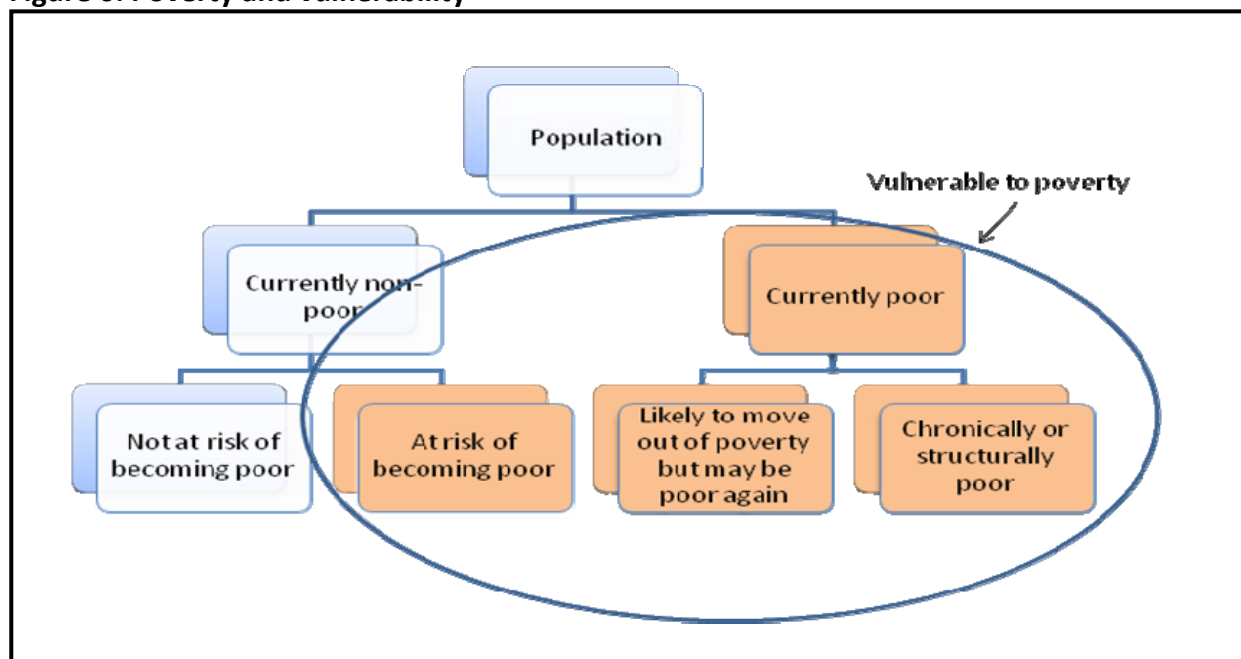 Population
Vulnerable to poverty
Currently non-
poor
Currently poor
Not at risk of
becoming poor
At risk of
becoming poor
Likely to move
out of poverty
but may be
poor again
Chronically or
structurally
poor